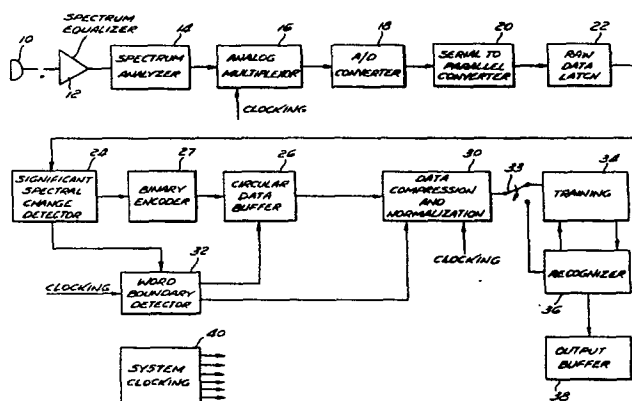 10
SPECTRUM
EQUALIZER
12
14
SPECTRUM
ANALYZER
16
ANALOG
MULTIPLEXOR
CLOCKING
18
A/D
CONVERTER
20
SERIAL TO
PARALLEL
CONVERTER
22
RAW
DATA
LATCH
24
SIGNIFICANT
SPECTRAL
CHANGE
DETECTOR
27
BINARY
ENCODER
26
CIRCULAR
DATA
BUFFER
30
DATA
COMPRESSION
AND
NORMALIZATION
CLOCKING
33
34
TRAINING
32
WORD
BOUNDARY
DETECTOR
CLOCKING
RECOGNIZER
36
40
SYSTEM
CLOCKING
OUTPUT
BUFFER
38